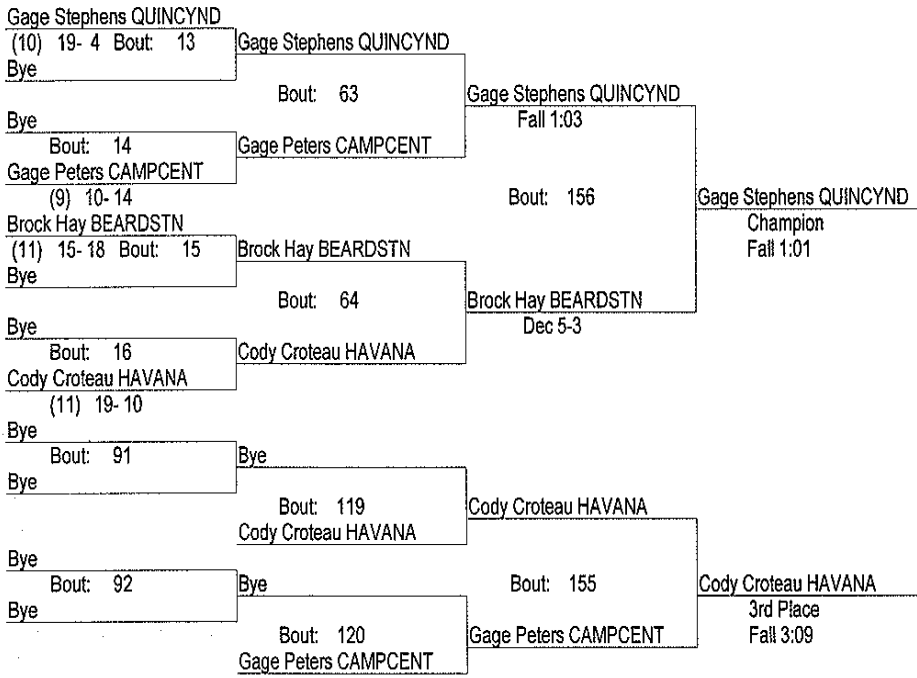 Gage Stephens QUINCYND
(10) 19- 4 Bout: 13
Bye
Gage Stephens QUINCYND
Bout: 63
Bye
Bout: 14
Gage Peters CAMPCENT
Gage Peters CAMPCENT
(9) 10- 14
Gage Stephens QUINCYND
Fall 1:03
Bout: 156
Brock Hay BEARDSTN
(11) 15- 18 Bout: 15
Bye
Brock Hay BEARDSTN
Bout: 64
Bye
Bout: 16
Cody Croteau HAVANA
Cody Croteau HAVANA
(11) 19- 10
Brock Hay BEARDSTN
Dec 5-3
Gage Stephens QUINCYND
Champion
Fall 1:01
Bye
Bout: 91
Bye
Bye
Bout: 119
Cody Croteau HAVANA
Cody Croteau HAVANA
Bye
Bout: 92
Bye
Bye
Bout: 120
Gage Peters CAMPCENT
Bout: 155
Gage Peters CAMPCENT
Cody Croteau HAVANA
3rd Place
Fall 3:09